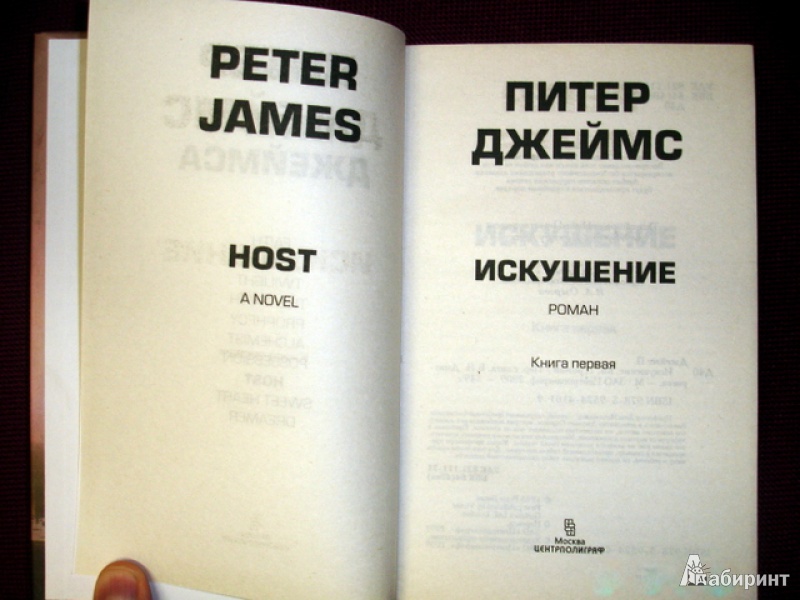 PETER
JAMES
HOST
A NOVEL
ПИТЕР
ДЖЕЙМС
ИСКУШЕНИЕ
РОМАН
Книга первая
Москва
ЦЕНТРПОЛИГРАФ
Лабиринт